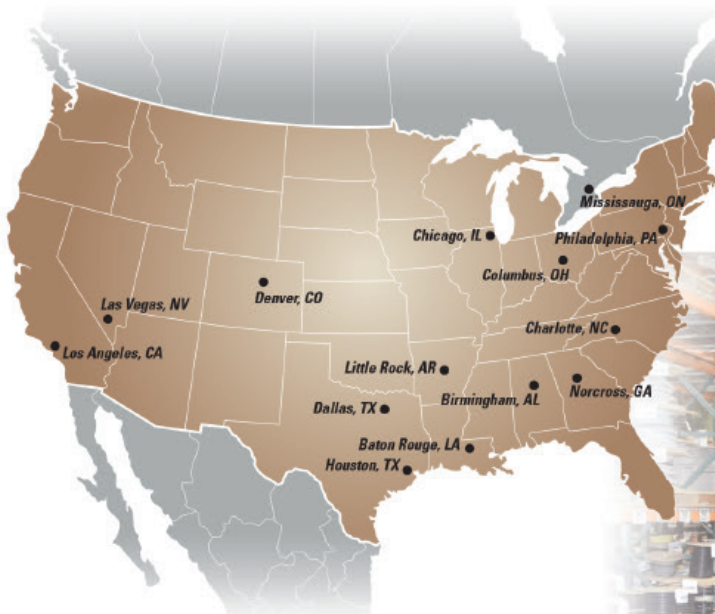 Mississauga, ON
Philadelphia, PA
Chicago, IL
Columbus, OH
Denver, CO
Las Vegas, NV
Charlotte, NC
Los Angeles, CA
Little Rock, AR
Norcross, GA
Birmingham, AL
Dallas, TX
Baton Rouge, LA
Houston, TX